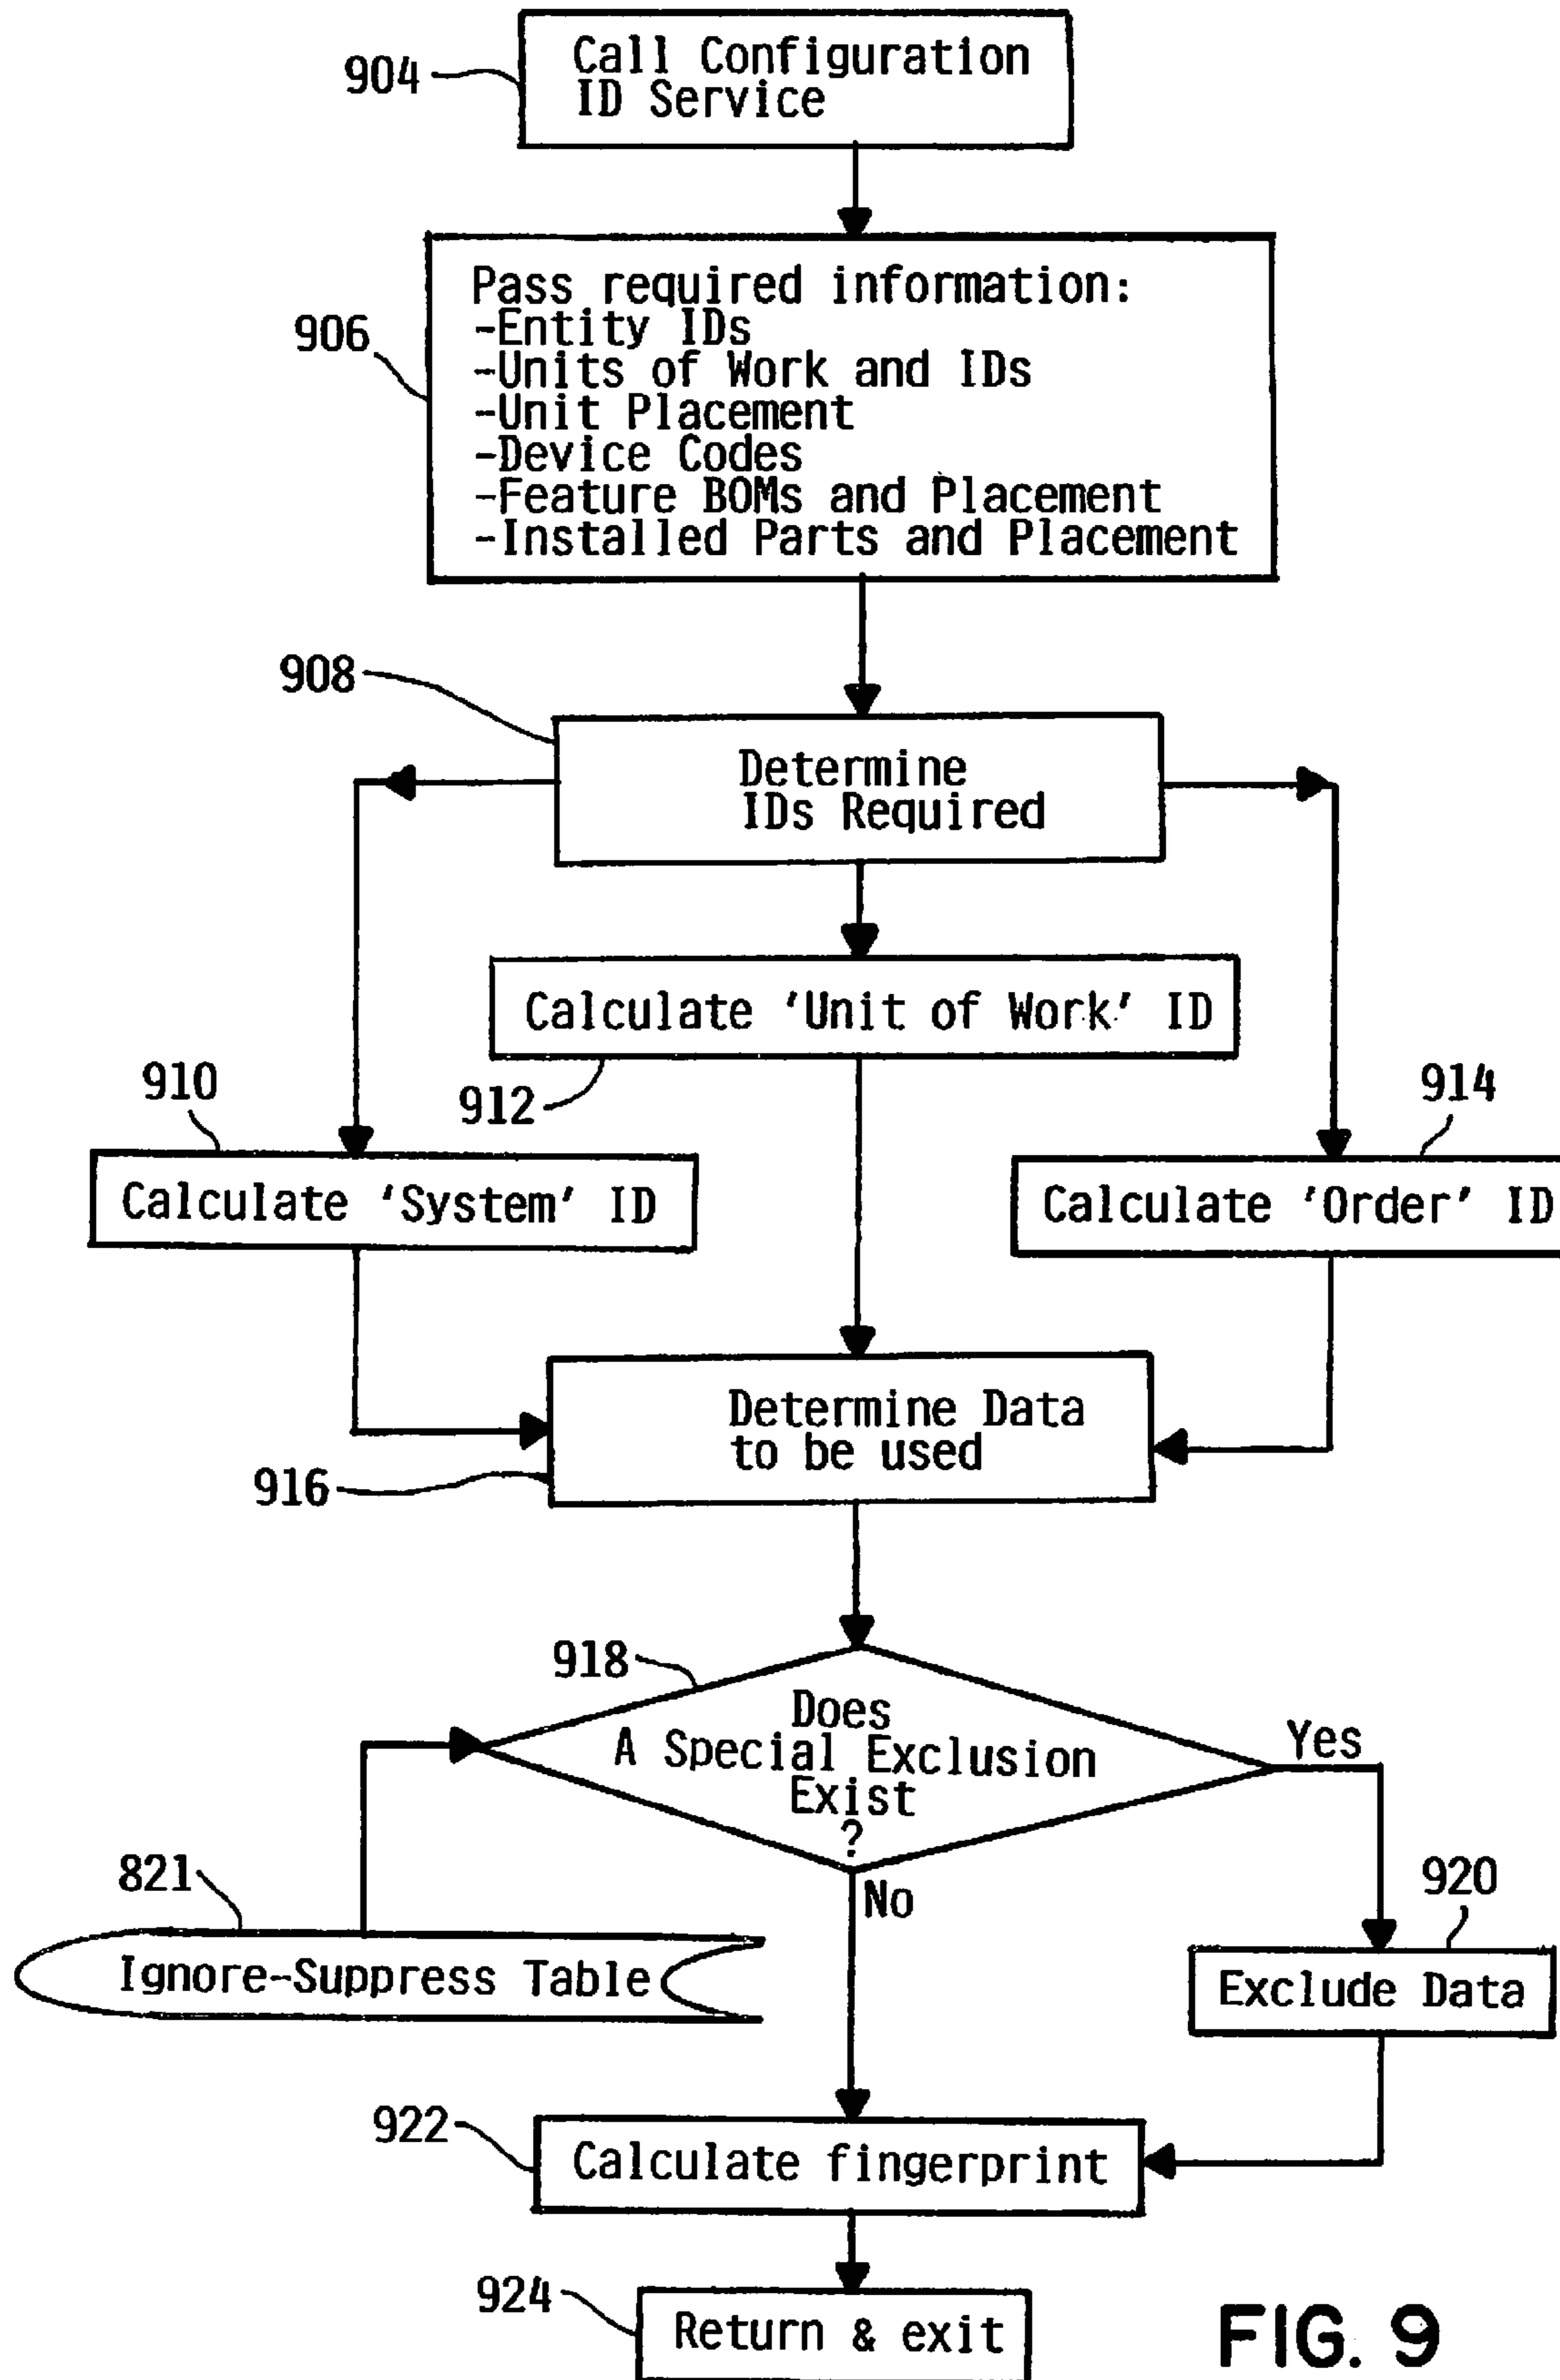 904
Call Configuration
ID Service
906
Pass required information:
-Entity IDs
-Units of Work and IDs
-Unit Placement
-Device Codes
-Feature BOMs and Placement
-Installed Parts and Placement
908
Determine
IDs Required
Calculate 'Unit of Work' ID
912
910
Calculate 'System' ID
914
Calculate 'Order' ID
Determine Data
to be used
916
918
Does
A Special Exclusion
Exist
?
Yes
No
821
Ignore-Suppress Table
920
Exclude Data
922
Calculate fingerprint
924
Return & exit
FIG. 9